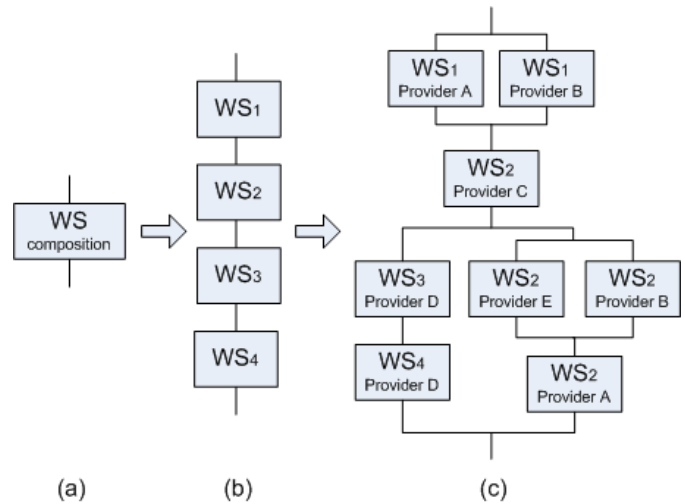 WS
composition
(a)
WS1
WS2
WS3
WS4
(b)
WS1
Provider A
WS1
Provider B
WS2
Provider C
WS3
Provider D
WS2
Provider E
WS2
Provider B
WS4
Provider D
WS2
Provider A
(c)